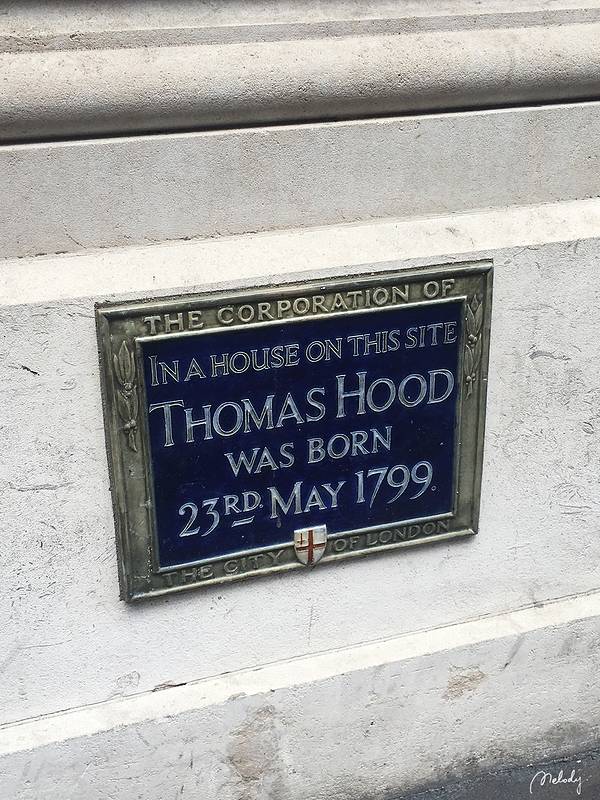 THE CORPORATION OF
IN A HOUSE ON THIS SITE
THOMAS HOOD
WAS BORN
23RD. MAY 1799.
THE CITY OF LONDON
Melody